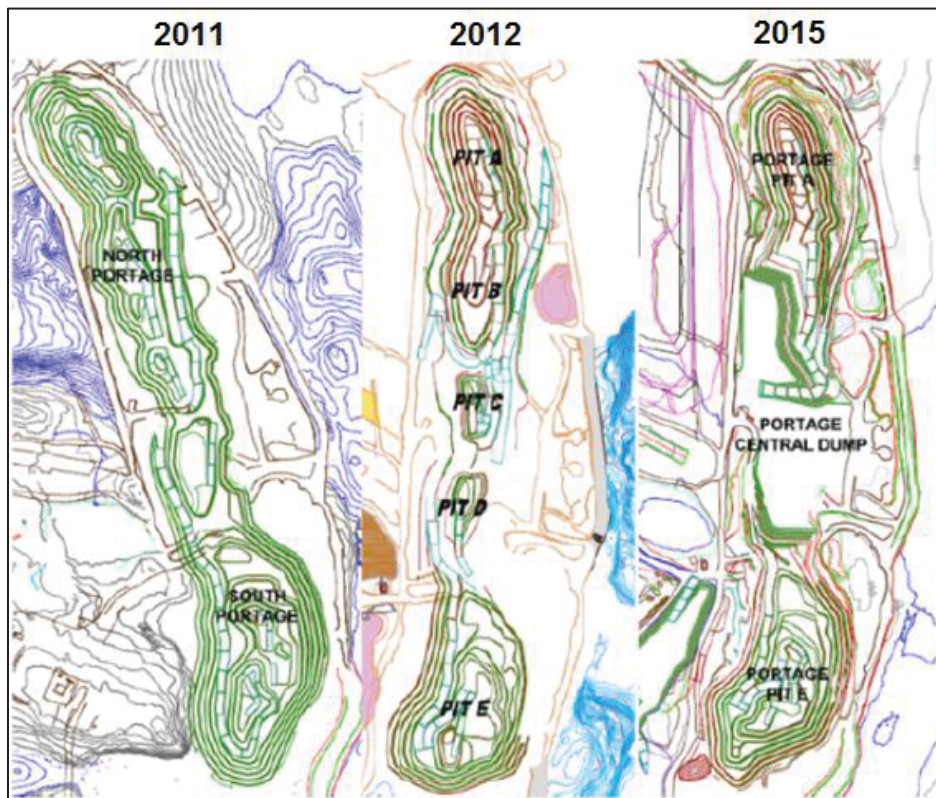 2011
2012
2015
NORTH
PORTAGE
SOUTH
PORTAGE
PIT A
PIT B
PIT C
PIT D
PIT E
PORTAGE
PIT A
PORTAGE
CENTRAL DUMP
PORTAGE
PIT E